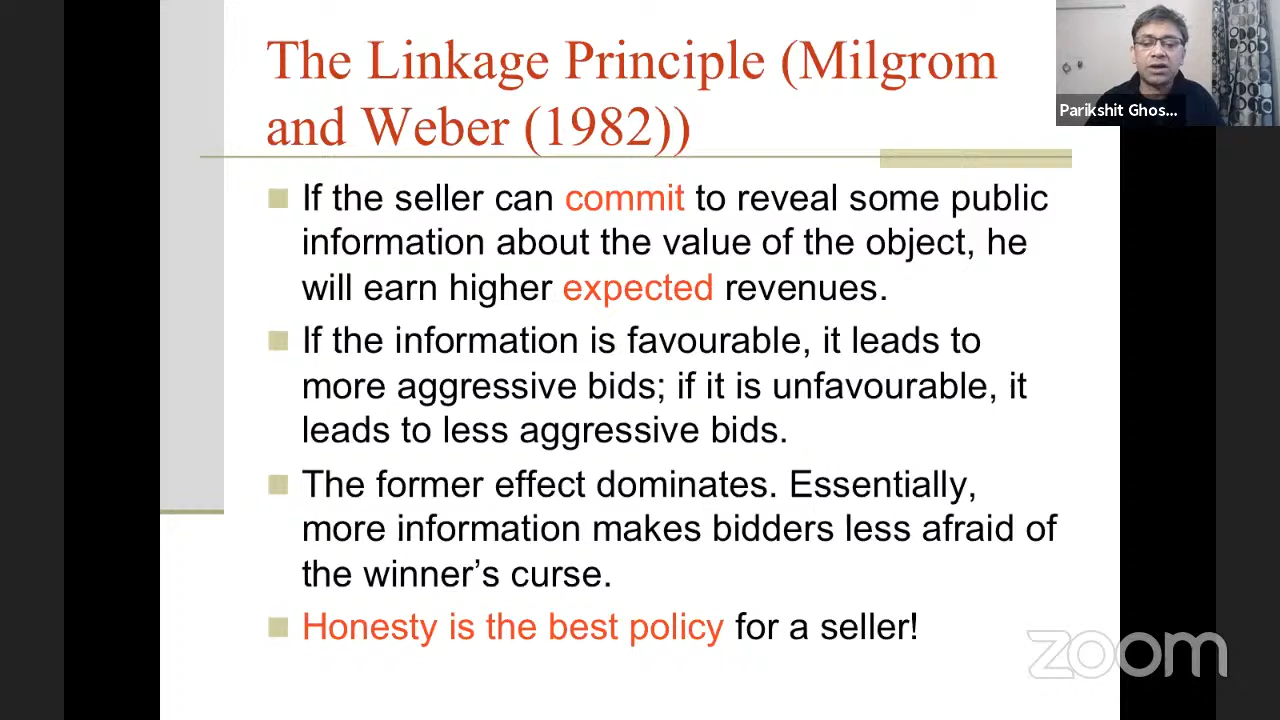 The Linkage Principle (Milgrom
and Weber (1982))
If the seller can commit to reveal some public
information about the value of the object, he
will earn higher expected revenues.
If the information is favourable, it leads to
more aggressive bids; if it is unfavourable, it
leads to less aggressive bids.
The former effect dominates. Essentially,
more information makes bidders less afraid of
the winner’s curse.
Honesty is the best policy for a seller!
Parikshit Ghos...
zoom